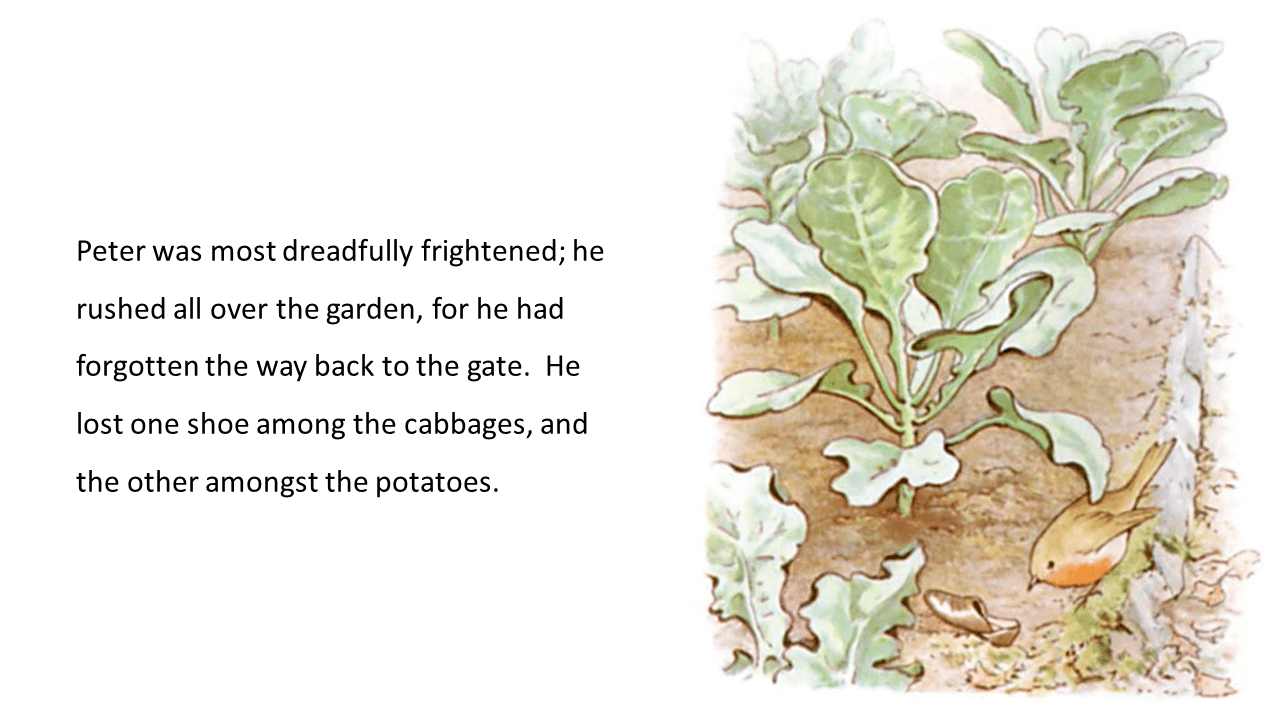 Peter was most dreadfully frightened; he
rushed all over the garden, for he had
forgotten the way back to the gate.  He
lost one shoe among the cabbages, and
the other amongst the potatoes.